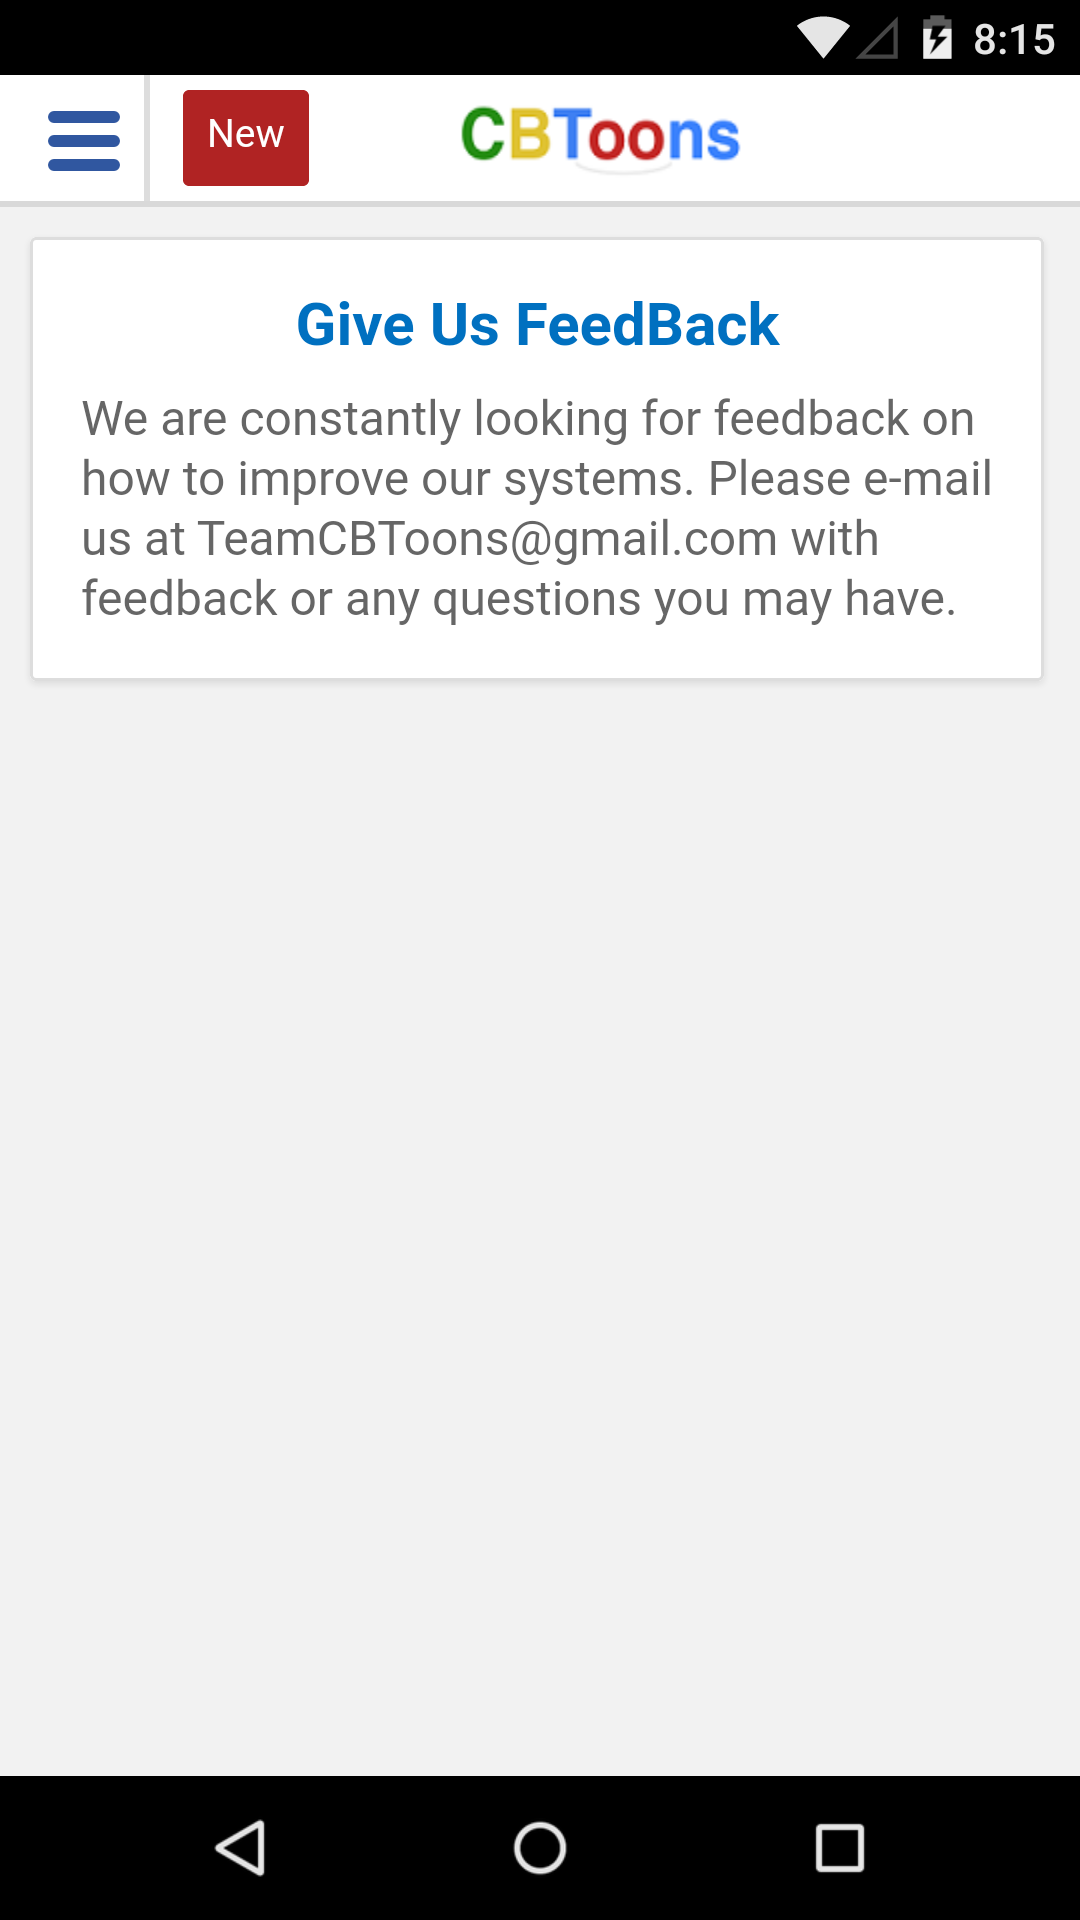 8:15
New
CBToons
Give Us FeedBack
We are constantly looking for feedback on
how to improve our systems. Please e-mail
us at TeamCBToons@gmail.com with
feedback or any questions you may have.